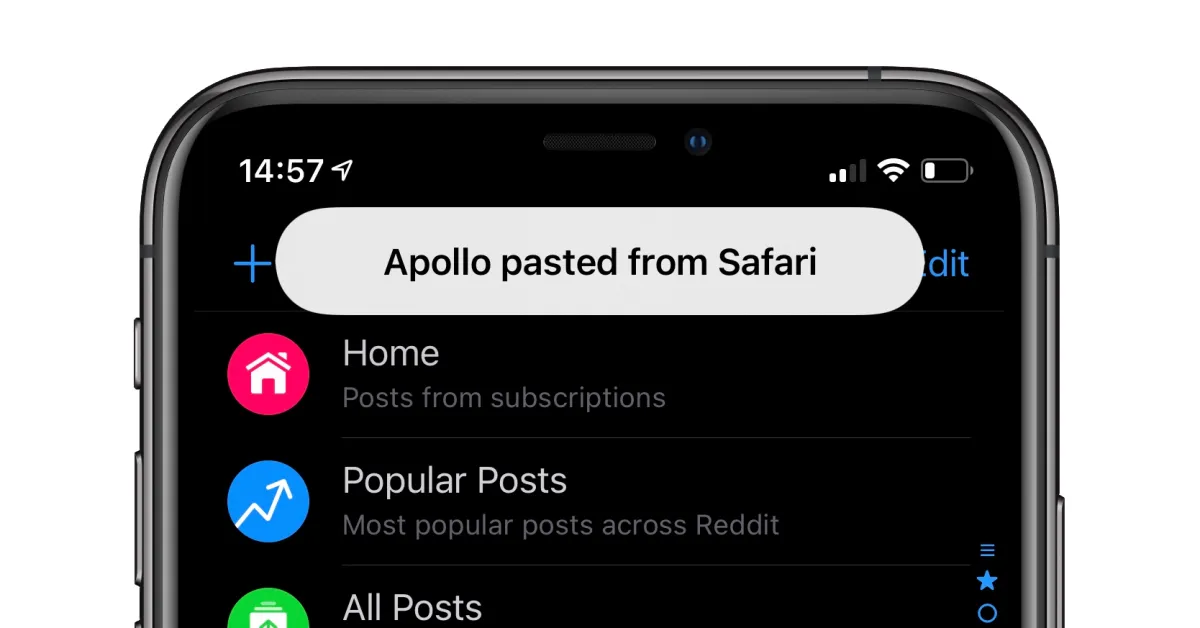 14:57
Apollo pasted from Safari
dit
Home
Posts from subscriptions
Popular Posts
Most popular posts across Reddit
All Posts